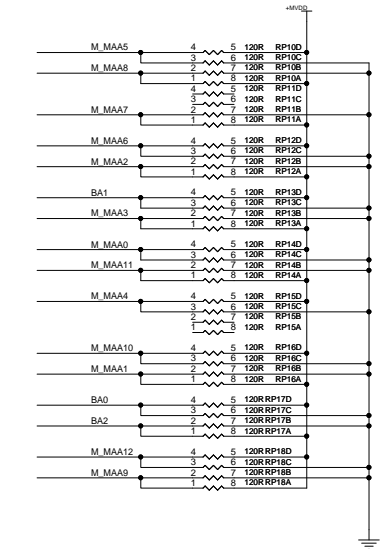 +MVDD
M_MAA5 4 5 120R RP10D
3 6 120R RP10C
M_MAA8 2 7 120R RP10B
1 8 120R RP10A
4 5 120R RP11D
3 6 120R RP11C
M_MAA7 2 7 120R RP11B
1 8 120R RP11A
M_MAA6 4 5 120R RP12D
3 6 120R RP12C
M_MAA2 2 7 120R RP12B
1 8 120R RP12A
BA1 4 5 120R RP13D
3 6 120R RP13C
M_MAA3 2 7 120R RP13B
1 8 120R RP13A
M_MAA0 4 5 120R RP14D
3 6 120R RP14C
M_MAA11 2 7 120R RP14B
1 8 120R RP14A
M_MAA4 4 5 120R RP15D
3 6 120R RP15C
2 7 120R RP15B
1 8 120R RP15A
M_MAA10 4 5 120R RP16D
3 6 120R RP16C
M_MAA1 2 7 120R RP16B
1 8 120R RP16A
BA0 4 5 120R RP17D
3 6 120R RP17C
BA2 2 7 120R RP17B
1 8 120R RP17A
M_MAA12 4 5 120R RP18D
3 6 120R RP18C
M_MAA9 2 7 120R RP18B
1 8 120R RP18A